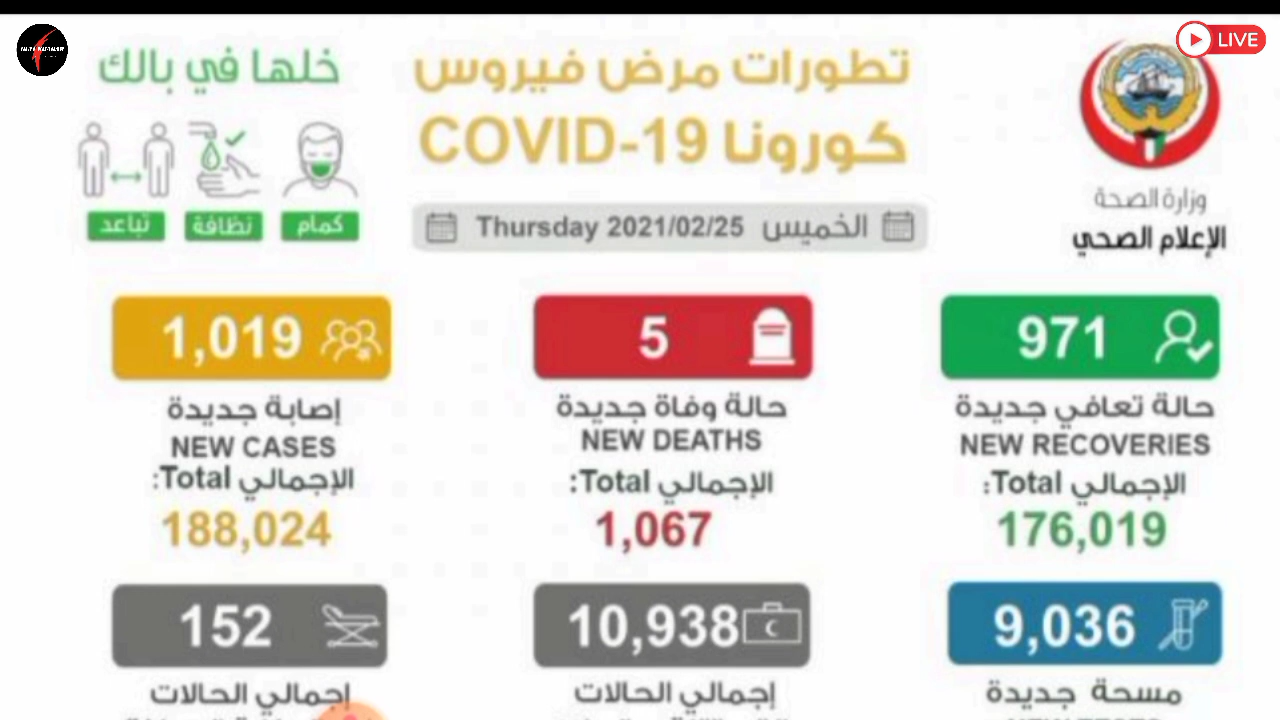 LIVE
خلها في بالك
تباعد
نظافة
كمام
تطورات مرض فيروس
كورونا COVID-19
الخميس Thursday 2021/02/25
وزارة الصحة
الإعلام الصحي
1,019
إصابة جديدة
NEW CASES
الإجمالي Total:
188,024
5
حالة وفاة جديدة
NEW DEATHS
الإجمالي Total:
1,067
971
حالة تعافي جديدة
NEW RECOVERIES
الإجمالي Total:
176,019
152
إجمالي الحالات
10,938
إجمالي الحالات
9,036
مسحة جديدة
NEW TESTS